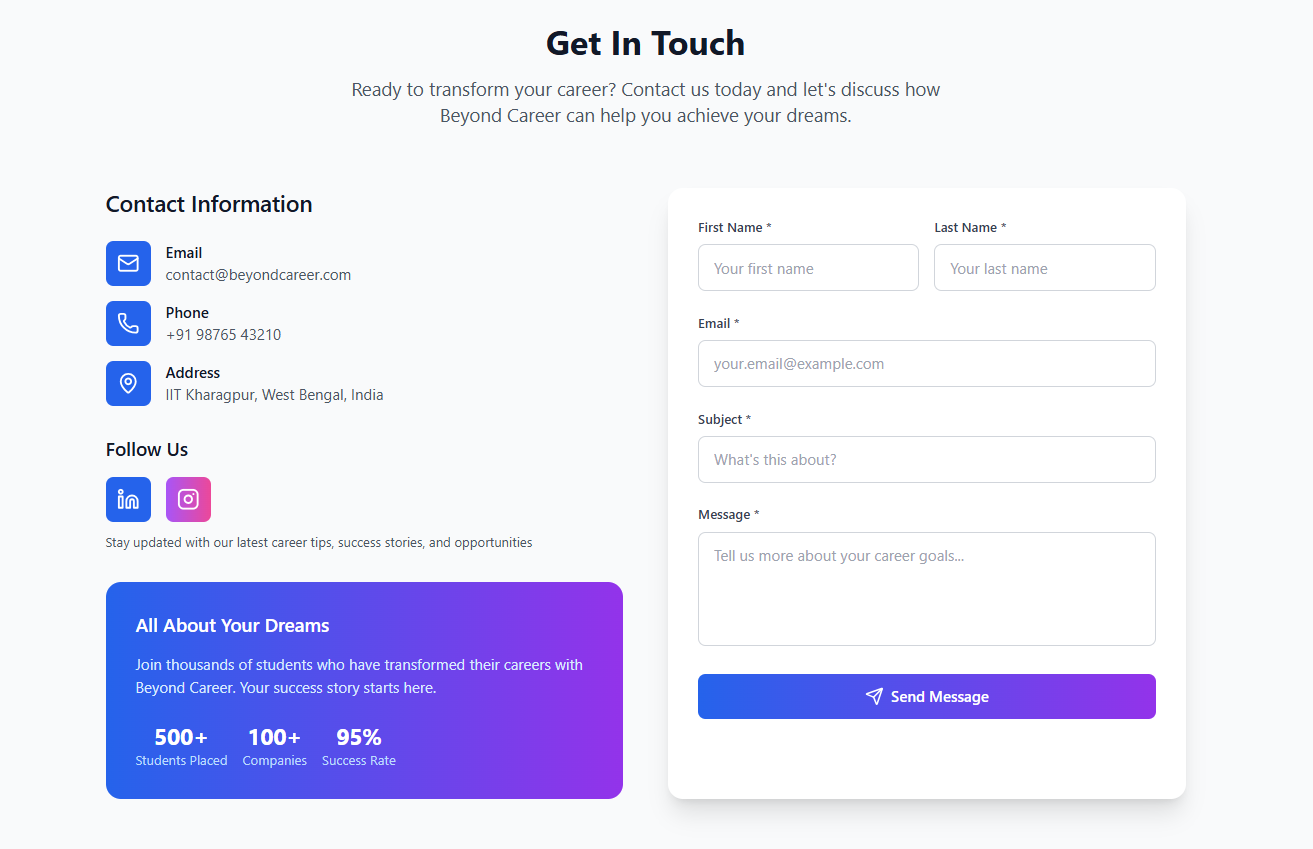 Get In Touch
Ready to transform your career? Contact us today and let's discuss how
Beyond Career can help you achieve your dreams.
Contact Information
Email
contact@beyondcareer.com
Phone
+91 98765 43210
Address
IIT Kharagpur, West Bengal, India
Follow Us
Stay updated with our latest career tips, success stories, and opportunities
All About Your Dreams
Join thousands of students who have transformed their careers with
Beyond Career. Your success story starts here.
500+ 100+ 95%
Students Placed Companies Success Rate
First Name * Last Name *
Your first name Your last name
Email *
your.email@example.com
Subject *
What's this about?
Message *
Tell us more about your career goals...
Send Message